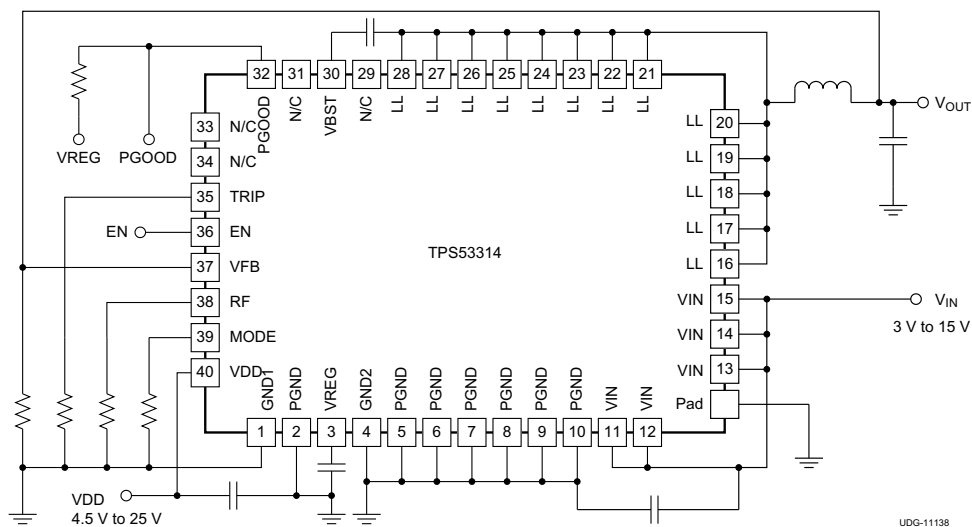 32 31 30 29 28 27 26 25 24 23 22 21
PGOOD N/C VBST N/C LL LL LL LL LL LL LL LL
VREG PGOOD
33 N/C
34 N/C
35 TRIP
EN 36 EN
37 VFB
38 RF
39 MODE
40 VDD
TPS53314
LL 20
LL 19
LL 18
LL 17
LL 16
VIN 15
VIN 14
VIN 13
Pad
VOUT
VIN
3 V to 15 V
GND1 PGND VREG GND2 PGND PGND PGND PGND PGND PGND VIN VIN
1 2 3 4 5 6 7 8 9 10 11 12
VDD
4.5 V to 25 V
UDG-11138